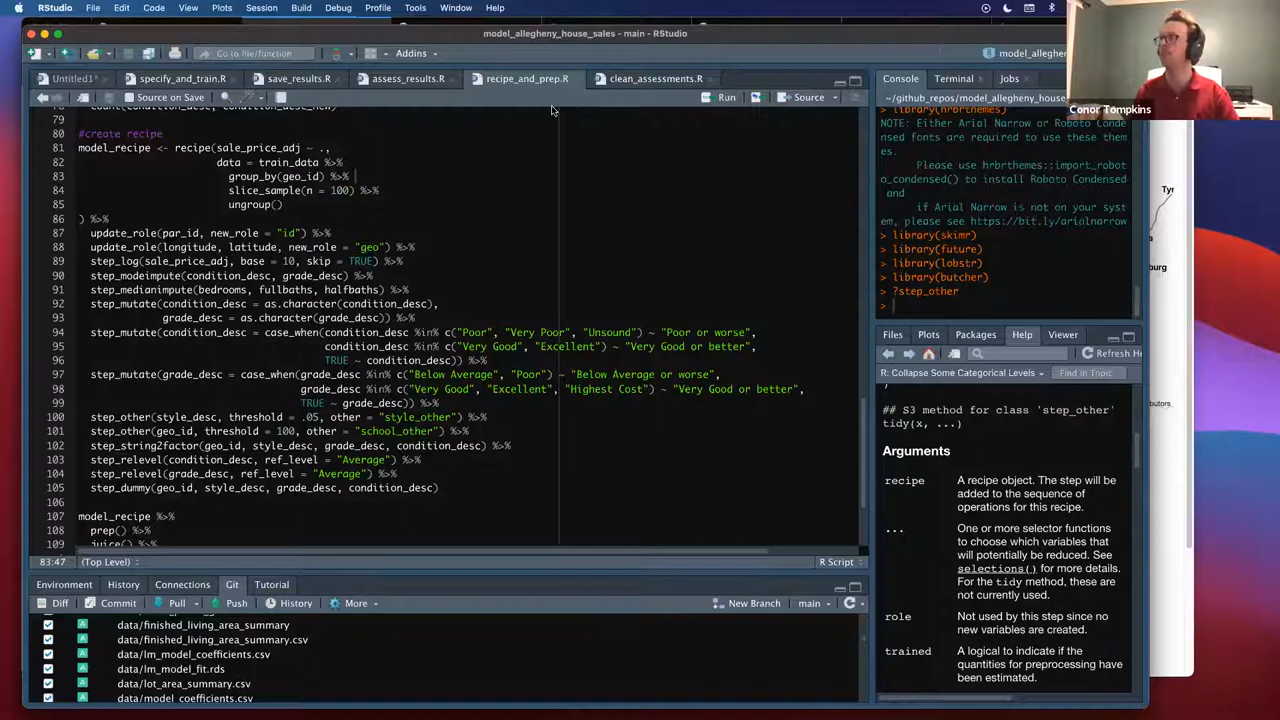 RStudio File Edit Code View Plots Session Build Debug Profile Tools Window Help
model_allegheny_house_sales - main - RStudio
Go to file/function Addins model_allegheny
Untitled1* specify_and_train.R save_results.R assess_results.R recipe_and_prep.R clean_assessments.R
Source on Save Run Source
79
80 #create recipe
81 model_recipe <- recipe(sale_price_adj ~ .,
82 data = train_data %>%
83 group_by(geo_id) %>%
84 slice_sample(n = 100) %>%
85 ungroup()
86 ) %>%
87 update_role(par_id, new_role = "id") %>%
88 update_role(longitude, latitude, new_role = "geo") %>%
89 step_log(sale_price_adj, base = 10, skip = TRUE) %>%
90 step_modeimpute(condition_desc, grade_desc) %>%
91 step_medianimpute(bedrooms, fullbaths, halfbaths) %>%
92 step_mutate(condition_desc = as.character(condition_desc),
93 grade_desc = as.character(grade_desc)) %>%
94 step_mutate(condition_desc = case_when(condition_desc %in% c("Poor", "Very Poor", "Unsound") ~ "Poor or worse",
95 condition_desc %in% c("Very Good", "Excellent") ~ "Very Good or better",
96 TRUE ~ condition_desc)) %>%
97 step_mutate(grade_desc = case_when(grade_desc %in% c("Below Average", "Poor") ~ "Below Average or worse",
98 grade_desc %in% c("Very Good", "Excellent", "Highest Cost") ~ "Very Good or better",
99 TRUE ~ grade_desc)) %>%
100 step_other(style_desc, threshold = .05, other = "style_other") %>%
101 step_other(geo_id, threshold = 100, other = "school_other") %>%
102 step_string2factor(geo_id, style_desc, grade_desc, condition_desc) %>%
103 step_relevel(condition_desc, ref_level = "Average") %>%
104 step_relevel(grade_desc, ref_level = "Average") %>%
105 step_dummy(geo_id, style_desc, grade_desc, condition_desc)
106
107 model_recipe %>%
108 prep() %>%
109 juice() %>%
83:47 (Top Level) R Script
Environment History Connections Git Tutorial
Diff Commit Pull Push History More New Branch main
data/finished_living_area_summary
data/finished_living_area_summary.csv
data/lm_model_coefficients.csv
data/lm_model_fit.rds
data/lot_area_summary.csv
data/model_coefficients.csv
Console Terminal Jobs
~/github_repos/model_allegheny_house
> library(hrbrthemes)
NOTE: Either Arial Narrow or Roboto Conde
nsed fonts are required to use these them
es.
Please use hrbrthemes::import_robot
o_condensed() to install Roboto Condensed
and
if Arial Narrow is not on your syst
em, please see https://bit.ly/arialnarrow
> library(skimr)
> library(future)
> library(lobstr)
> library(butcher)
> ?step_other
>
Files Plots Packages Help Viewer
Refresh He
R: Collapse Some Categorical Levels Find in Topic
)
## S3 method for class 'step_other'
tidy(x, ...)
Arguments
recipe A recipe object. The step will be
added to the sequence of
operations for this recipe.
... One or more selector functions
to choose which variables that
will potentially be reduced. See
selections() for more details.
For the tidy method, these are
not currently used.
role Not used by this step since no
new variables are created.
trained A logical to indicate if the
quantities for preprocessing have
been estimated.
Conor Tompkins
Tyr
burg